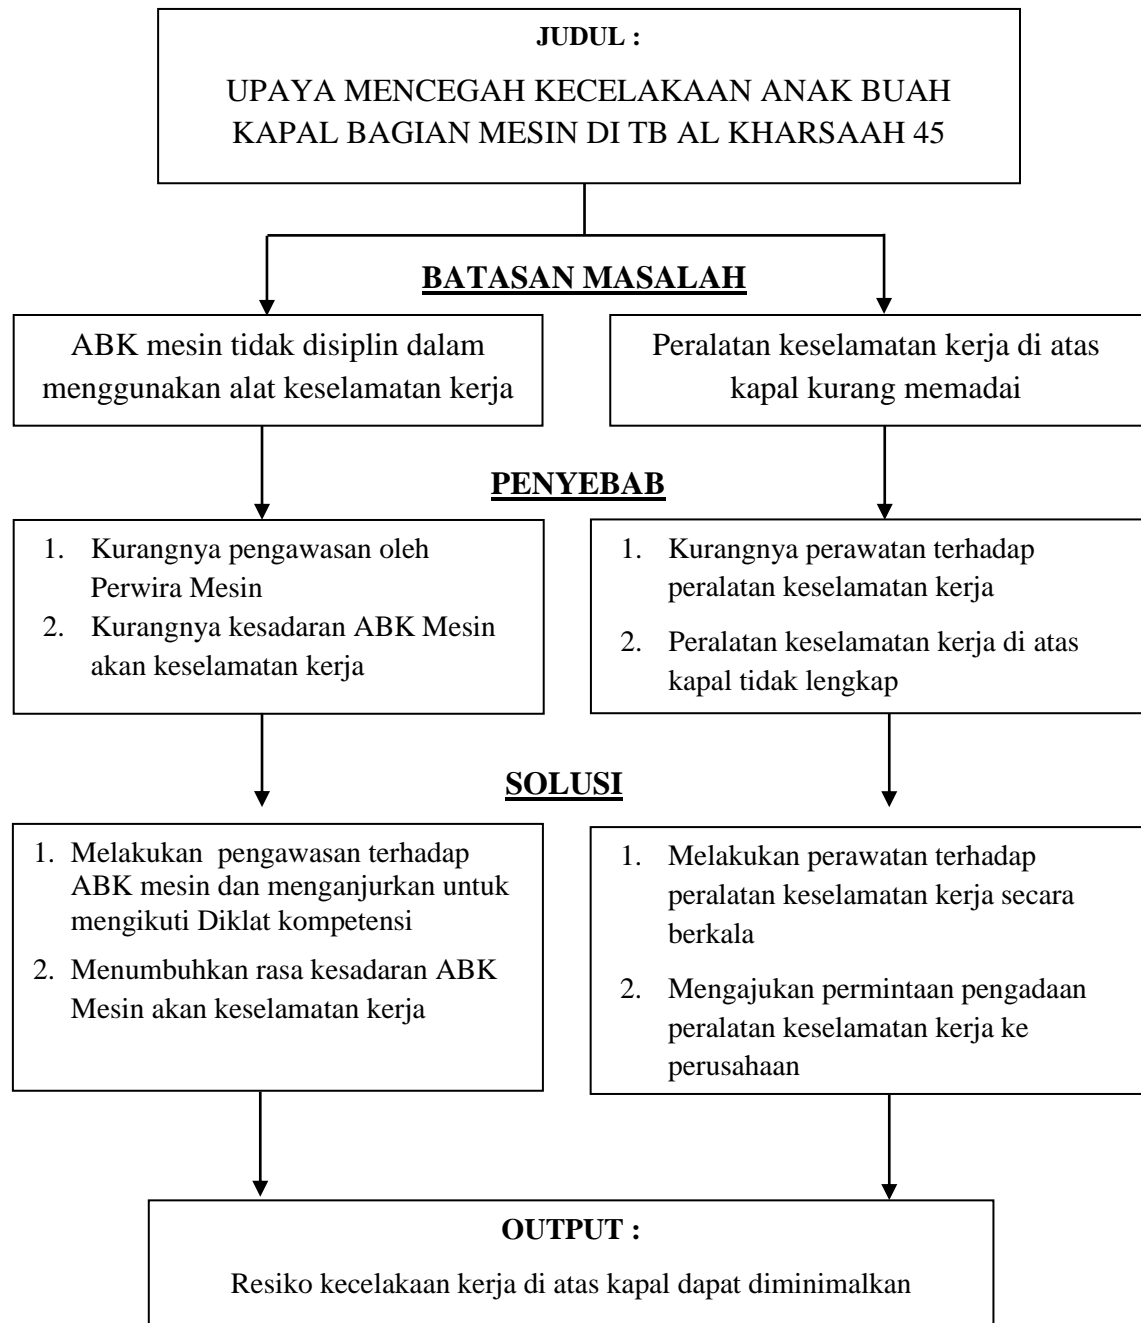 JUDUL :
UPAYA MENCEGAH KECELAKAAN ANAK BUAH
KAPAL BAGIAN MESIN DI TB AL KHARSAAH 45
BATASAN MASALAH
ABK mesin tidak disiplin dalam
menggunakan alat keselamatan kerja
Peralatan keselamatan kerja di atas
kapal kurang memadai
PENYEBAB
1. Kurangnya pengawasan oleh
Perwira Mesin
2. Kurangnya kesadaran ABK Mesin
akan keselamatan kerja
1. Kurangnya perawatan terhadap
peralatan keselamatan kerja
2. Peralatan keselamatan kerja di atas
kapal tidak lengkap
SOLUSI
1. Melakukan pengawasan terhadap
ABK mesin dan menganjurkan untuk
mengikuti Diklat kompetensi
2. Menumbuhkan rasa kesadaran ABK
Mesin akan keselamatan kerja
1. Melakukan perawatan terhadap
peralatan keselamatan kerja secara
berkala
2. Mengajukan permintaan pengadaan
peralatan keselamatan kerja ke
perusahaan
OUTPUT :
Resiko kecelakaan kerja di atas kapal dapat diminimalkan